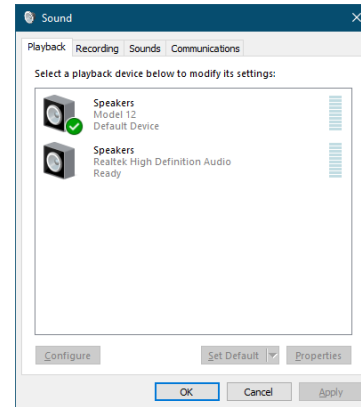 Sound
Playback Recording Sounds Communications
Select a playback device below to modify its settings:
Speakers
Model 12
Default Device
Speakers
Realtek High Definition Audio
Ready
Configure Set Default Properties
OK Cancel Apply